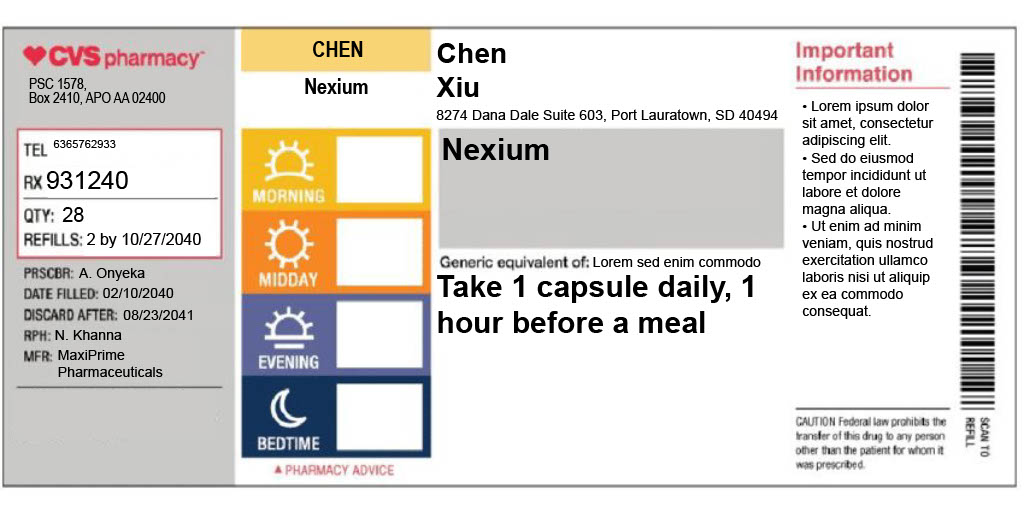 CVS pharmacy
PSC 1578,
Box 2410, APO AA 02400
TEL 6365762933
RX 931240
QTY: 28
REFILLS: 2 by 10/27/2040
PRSCBR: A. Onyeka
DATE FILLED: 02/10/2040
DISCARD AFTER: 08/23/2041
RPH: N. Khanna
MFR: MaxiPrime
Pharmaceuticals
CHEN
Nexium
MORNING
MIDDAY
EVENING
BEDTIME
▲ PHARMACY ADVICE
Chen
Xiu
8274 Dana Dale Suite 603, Port Lauratown, SD 40494
Nexium
Generic equivalent of: Lorem sed enim commodo
Take 1 capsule daily, 1
hour before a meal
Important
Information
• Lorem ipsum dolor
sit amet, consectetur
adipiscing elit.
• Sed do eiusmod
tempor incididunt ut
labore et dolore
magna aliqua.
• Ut enim ad minim
veniam, quis nostrud
exercitation ullamco
laboris nisi ut aliquip
ex ea commodo
consequat.
CAUTION Federal law prohibits the
transfer of this drug to any person
other than the patient for whom it
was prescribed.
SCAN TO
REFILL